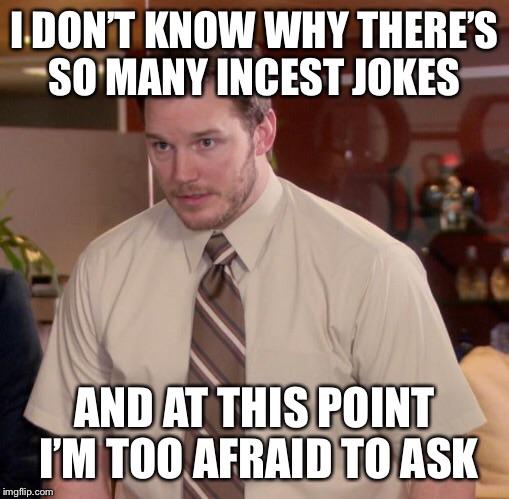 I DON'T KNOW WHY THERE'S
SO MANY INCEST JOKES
AND AT THIS POINT
I'M TOO AFRAID TO ASK
imgflip.com